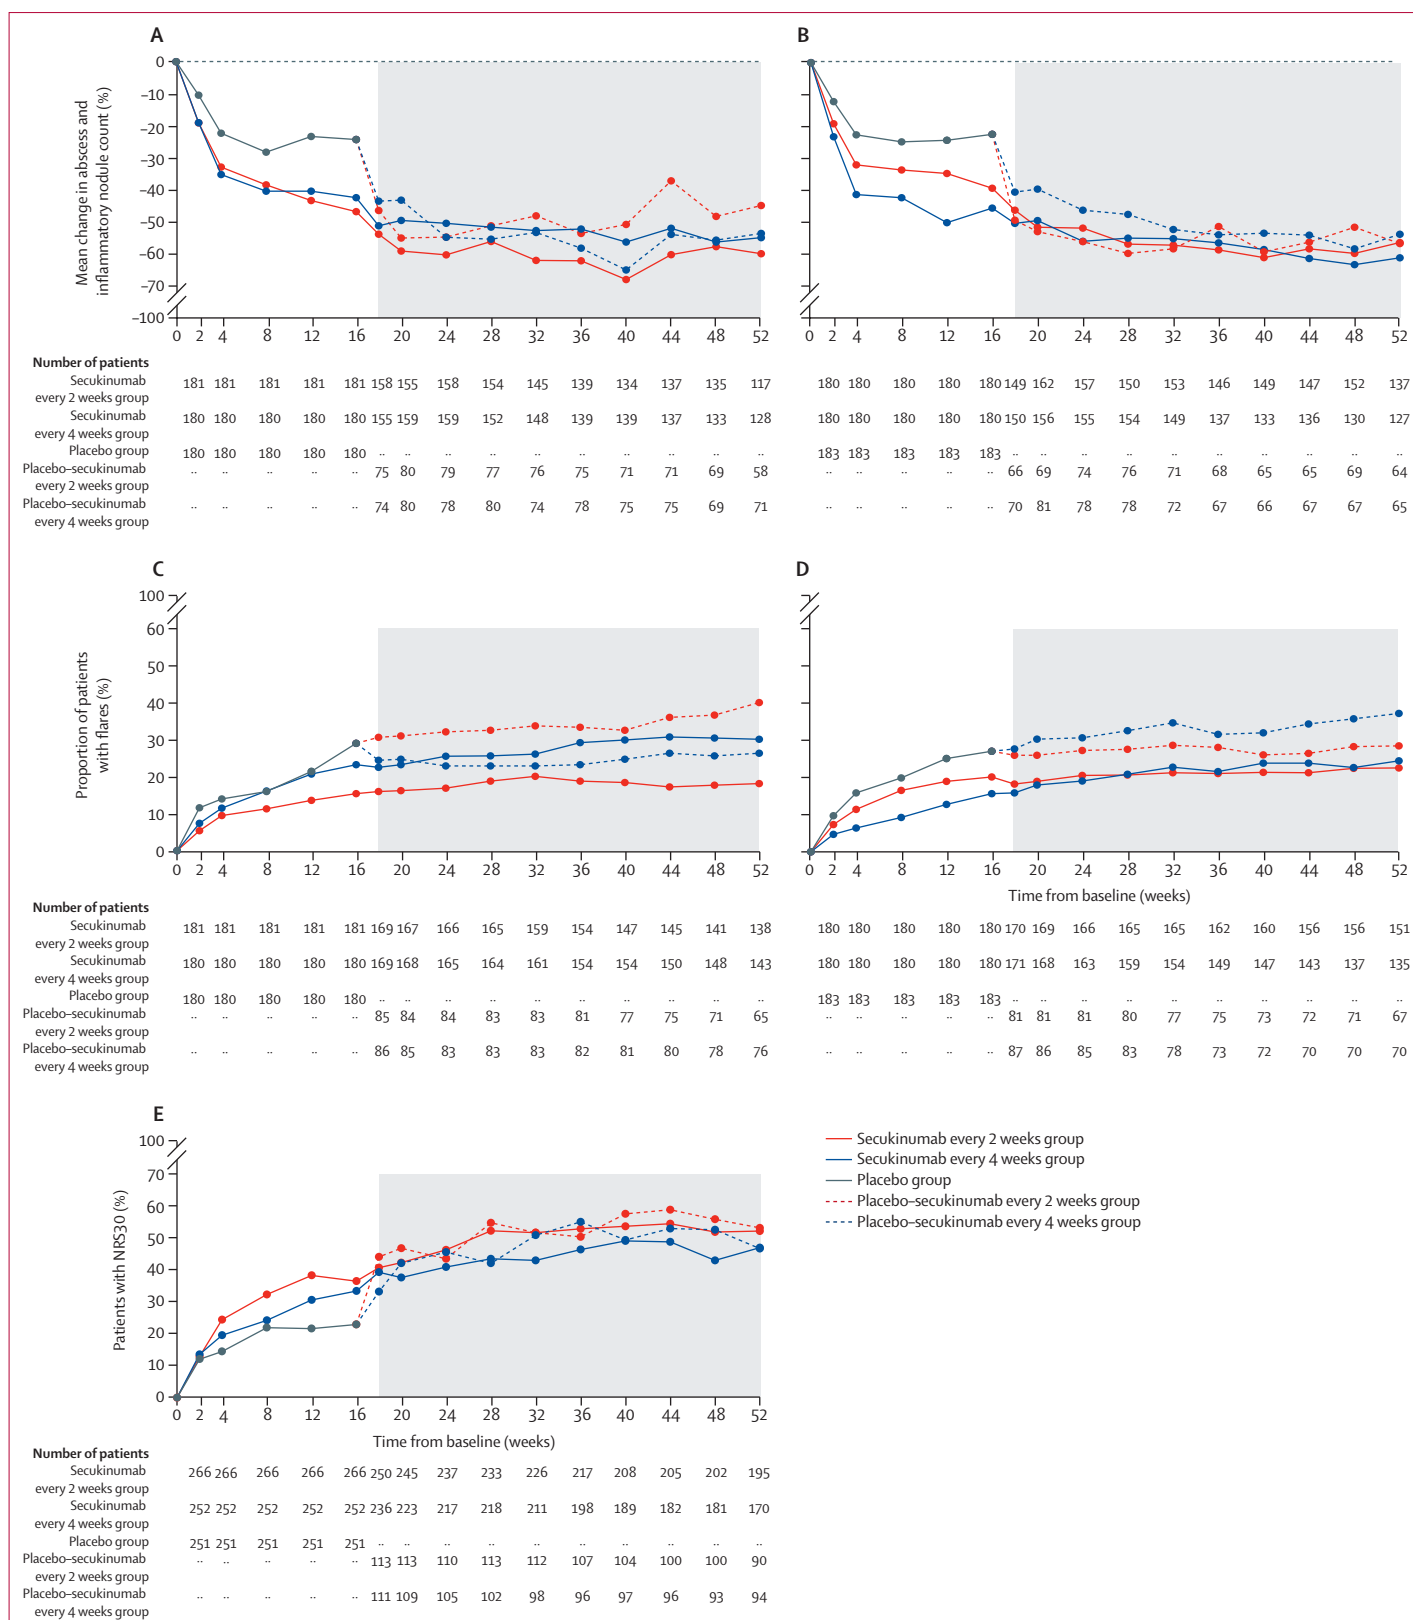 A
B
0
–10
–20
–30
–40
–50
–60
–70
–100
Mean change in abscess and
inflammatory nodule count (%)
0 2 4 8 12 16 20 24 28 32 36 40 44 48 52
0 2 4 8 12 16 20 24 28 32 36 40 44 48 52
Number of patients
Secukinumab
every 2 weeks group
181 181 181 181 181 158 155 158 154 145 139 134 137 135 117
180 180 180 180 180 149 162 157 150 153 146 149 147 152 137
Secukinumab
every 4 weeks group
180 180 180 180 180 155 159 159 152 148 139 139 137 133 128
180 180 180 180 180 150 156 155 154 149 137 133 136 130 127
Placebo group
180 180 180 180 180 .. .. .. .. .. .. .. .. .. ..
183 183 183 183 183 .. .. .. .. .. .. .. .. .. ..
Placebo–secukinumab
every 2 weeks group
.. .. .. .. .. 75 80 79 77 76 75 71 71 69 58
.. .. .. .. .. 66 69 74 76 71 68 65 65 69 64
Placebo–secukinumab
every 4 weeks group
.. .. .. .. .. 74 80 78 80 74 78 75 75 69 71
.. .. .. .. .. 70 81 78 78 72 67 66 67 67 65
C
D
100
60
50
40
30
20
10
0
Proportion of patients
with flares (%)
0 2 4 8 12 16 20 24 28 32 36 40 44 48 52
0 2 4 8 12 16 20 24 28 32 36 40 44 48 52
Time from baseline (weeks)
Number of patients
Secukinumab
every 2 weeks group
181 181 181 181 181 169 167 166 165 159 154 147 145 141 138
180 180 180 180 180 170 169 166 165 165 162 160 156 156 151
Secukinumab
every 4 weeks group
180 180 180 180 180 169 168 165 164 161 154 154 150 148 143
180 180 180 180 180 171 168 163 159 154 149 147 143 137 135
Placebo group
180 180 180 180 180 .. .. .. .. .. .. .. .. .. ..
183 183 183 183 183 .. .. .. .. .. .. .. .. .. ..
Placebo–secukinumab
every 2 weeks group
.. .. .. .. .. 85 84 84 83 83 81 77 75 71 65
.. .. .. .. .. 81 81 81 80 77 75 73 72 71 67
Placebo–secukinumab
every 4 weeks group
.. .. .. .. .. 86 85 83 83 83 82 81 80 78 76
.. .. .. .. .. 87 86 85 83 78 73 72 70 70 70
E
100
70
60
50
40
30
20
10
0
Patients with NRS30 (%)
0 2 4 8 12 16 20 24 28 32 36 40 44 48 52
Time from baseline (weeks)
Secukinumab every 2 weeks group
Secukinumab every 4 weeks group
Placebo group
Placebo–secukinumab every 2 weeks group
Placebo–secukinumab every 4 weeks group
Number of patients
Secukinumab
every 2 weeks group
266 266 266 266 266 250 245 237 233 226 217 208 205 202 195
Secukinumab
every 4 weeks group
252 252 252 252 252 236 223 217 218 211 198 189 182 181 170
Placebo group
251 251 251 251 251 .. .. .. .. .. .. .. .. .. ..
Placebo–secukinumab
every 2 weeks group
.. .. .. .. .. 113 113 110 113 112 107 104 100 100 90
Placebo–secukinumab
every 4 weeks group
.. .. .. .. .. 111 109 105 102 98 96 97 96 93 94